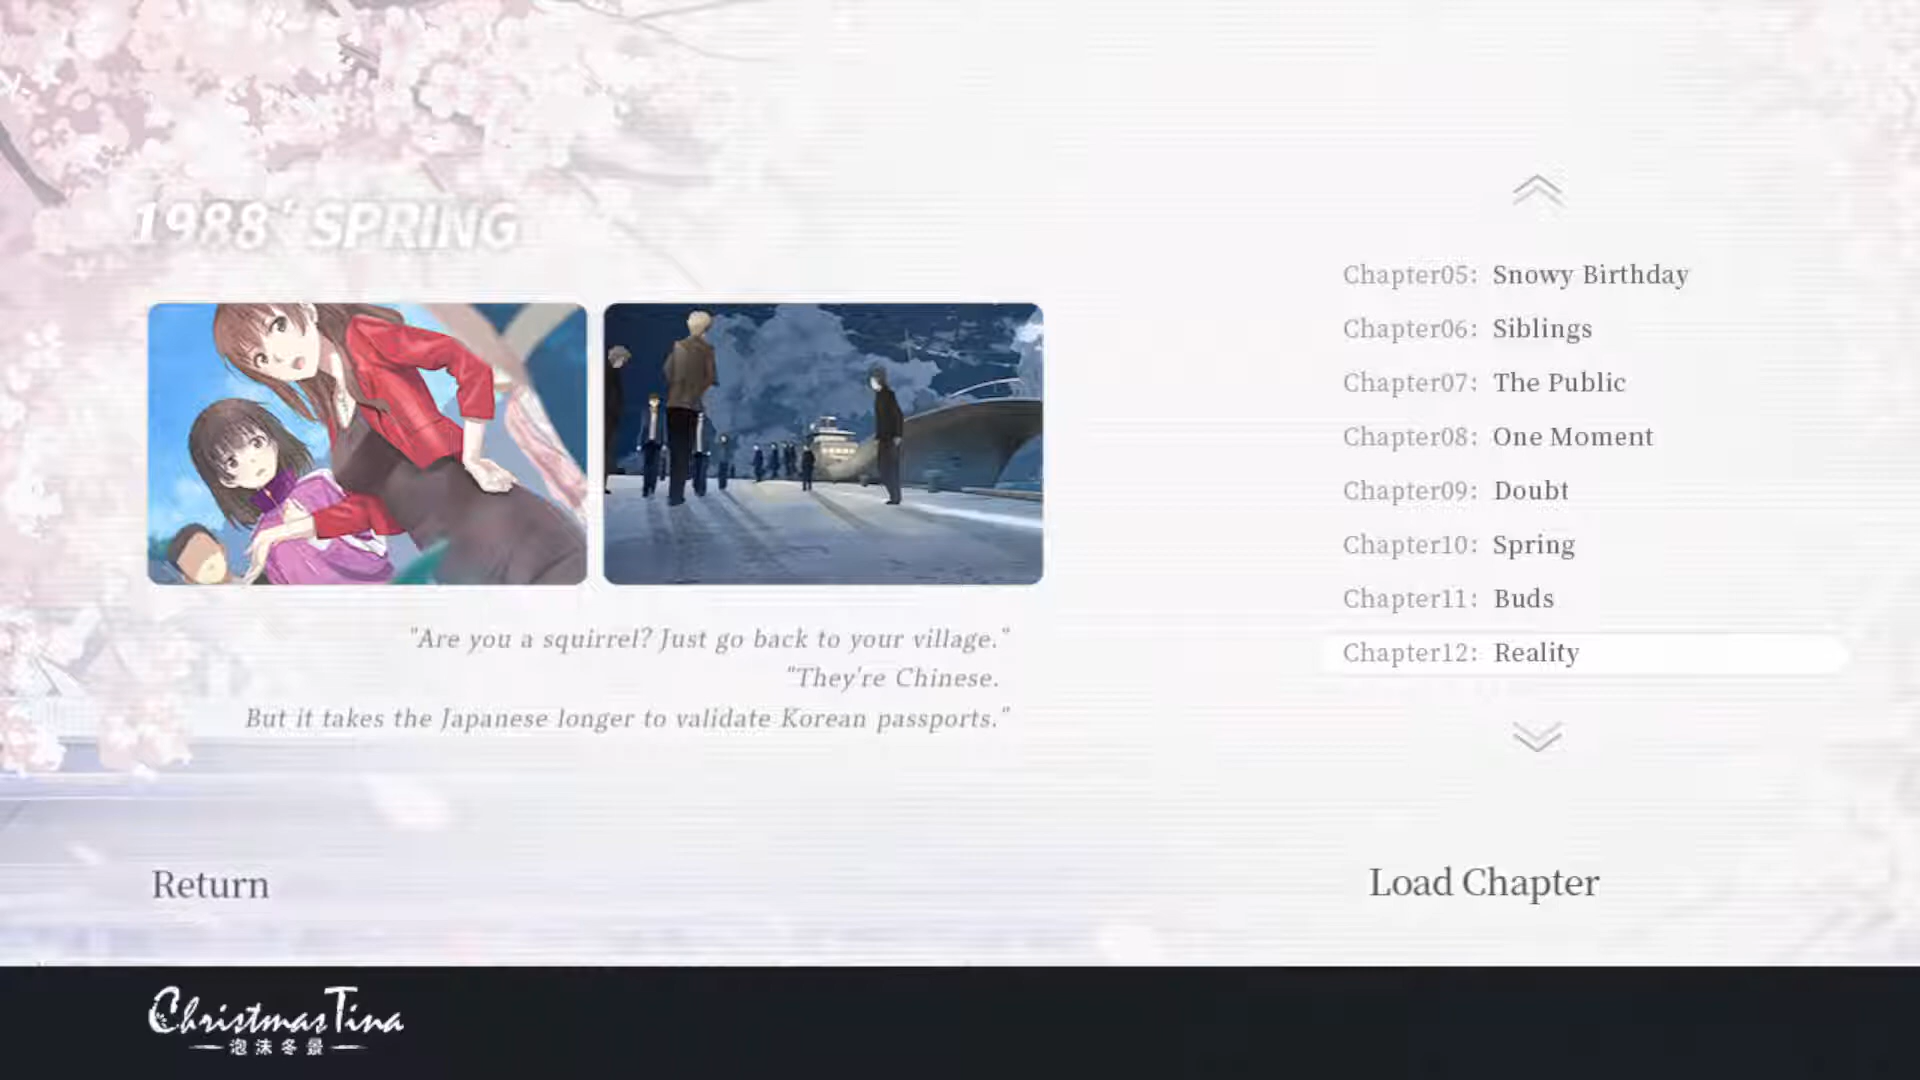 1988' SPRING
"Are you a squirrel? Just go back to your village."
"They're Chinese.
But it takes the Japanese longer to validate Korean passports."
Chapter05: Snowy Birthday
Chapter06: Siblings
Chapter07: The Public
Chapter08: One Moment
Chapter09: Doubt
Chapter10: Spring
Chapter11: Buds
Chapter12: Reality
Return
Load Chapter
Christmas Tina
泡沫冬景